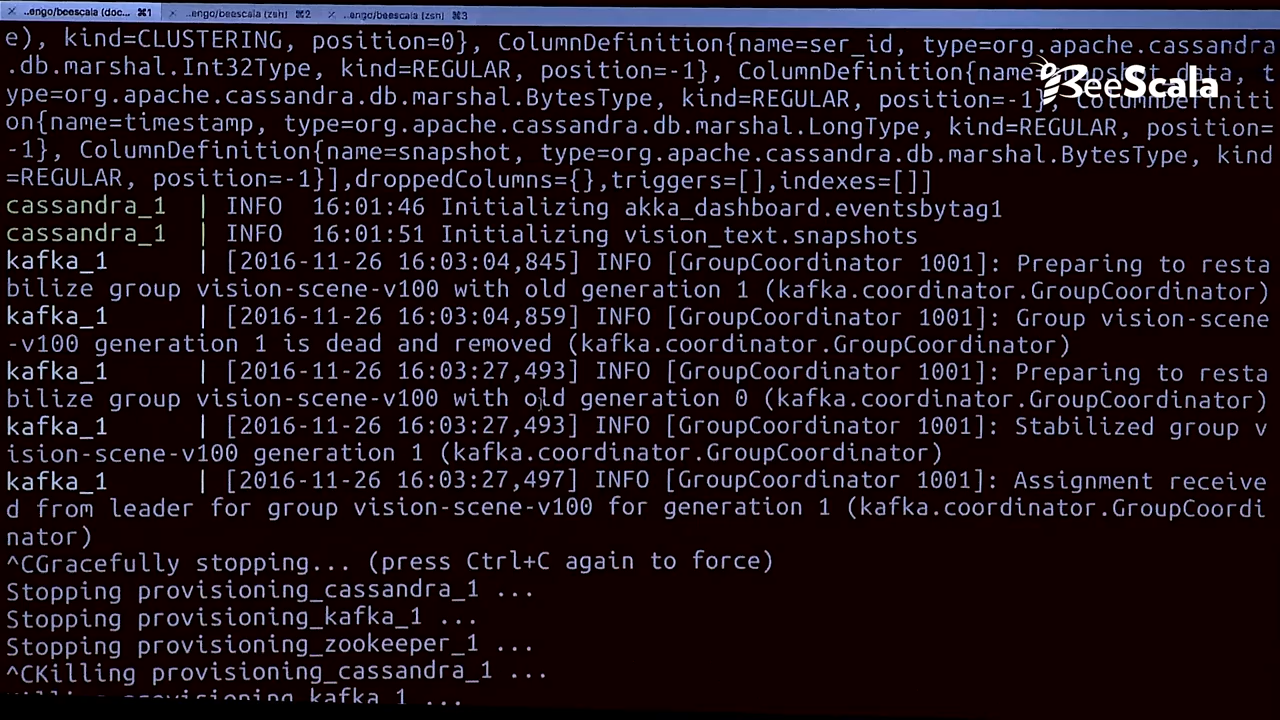 ..engo/beescala (doc... ⌘1
..engo/beescala (zsh) ⌘2
..engo/beescala (zsh) ⌘3
e), kind=CLUSTERING, position=0}, ColumnDefinition{name=ser_id, type=org.apache.cassandra
.db.marshal.Int32Type, kind=REGULAR, position=-1}, ColumnDefinition{name=snapshot_data, t
BeeScala
ype=org.apache.cassandra.db.marshal.BytesType, kind=REGULAR, position=-1}, ColumnDefiniti
on{name=timestamp, type=org.apache.cassandra.db.marshal.LongType, kind=REGULAR, position=
-1}, ColumnDefinition{name=snapshot, type=org.apache.cassandra.db.marshal.BytesType, kind
=REGULAR, position=-1}],droppedColumns={},triggers=[],indexes=[]]
cassandra_1 | INFO 16:01:46 Initializing akka_dashboard.eventsbytag1
cassandra_1 | INFO 16:01:51 Initializing vision_text.snapshots
kafka_1 | [2016-11-26 16:03:04,845] INFO [GroupCoordinator 1001]: Preparing to resta
bilize group vision-scene-v100 with old generation 1 (kafka.coordinator.GroupCoordinator)
kafka_1 | [2016-11-26 16:03:04,859] INFO [GroupCoordinator 1001]: Group vision-scene
-v100 generation 1 is dead and removed (kafka.coordinator.GroupCoordinator)
kafka_1 | [2016-11-26 16:03:27,493] INFO [GroupCoordinator 1001]: Preparing to resta
bilize group vision-scene-v100 with old generation 0 (kafka.coordinator.GroupCoordinator)
kafka_1 | [2016-11-26 16:03:27,493] INFO [GroupCoordinator 1001]: Stabilized group v
ision-scene-v100 generation 1 (kafka.coordinator.GroupCoordinator)
kafka_1 | [2016-11-26 16:03:27,497] INFO [GroupCoordinator 1001]: Assignment receive
d from leader for group vision-scene-v100 for generation 1 (kafka.coordinator.GroupCoordi
nator)
^CGracefully stopping... (press Ctrl+C again to force)
Stopping provisioning_cassandra_1 ...
Stopping provisioning_kafka_1 ...
Stopping provisioning_zookeeper_1 ...
^CKilling provisioning_cassandra_1 ...
Killing provisioning_kafka_1 ...